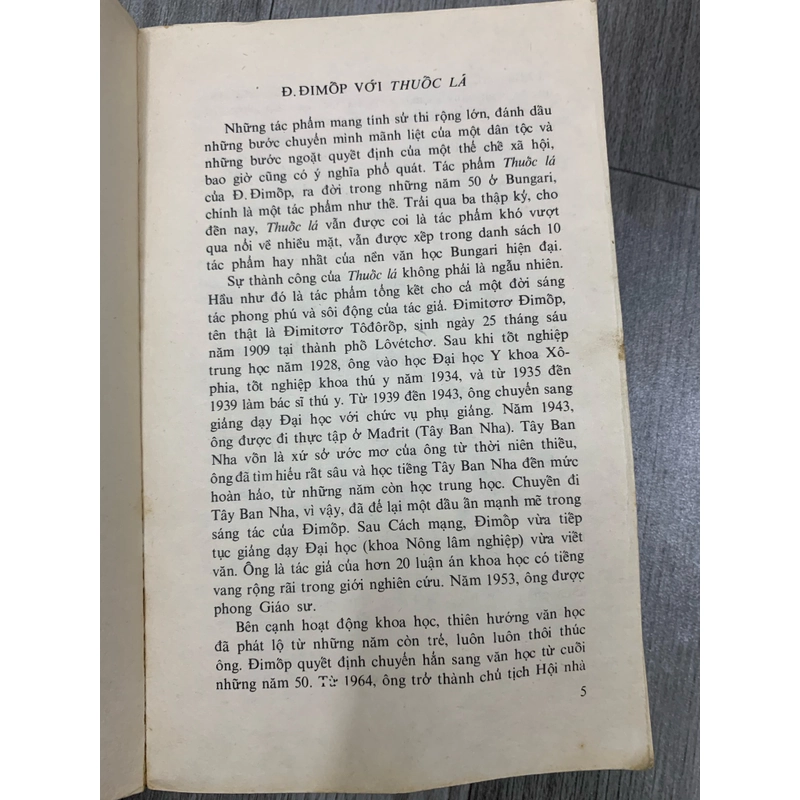 Đ. ĐIMỐP VỚI THUỐC LÁ
Những tác phẩm mang tính sử thi rộng lớn, đánh dấu
những bước chuyển mình mãnh liệt của một dân tộc và
những bước ngoặt quyết định của một thể chế xã hội,
bao giờ cũng có ý nghĩa phổ quát. Tác phẩm Thuốc lá
của Đ. Đimốp, ra đời trong những năm 50 ở Bungari,
chính là một tác phẩm như thế. Trải qua ba thập kỷ, cho
đến nay, Thuốc lá vẫn được coi là tác phẩm khó vượt
qua nổi về nhiều mặt, vẫn được xếp trong danh sách 10
tác phẩm hay nhất của nền văn học Bungari hiện đại.
Sự thành công của Thuốc lá không phải là ngẫu nhiên.
Hầu như đó là tác phẩm tổng kết cho cả một đời sáng
tác phong phú và sôi động của tác giả. Đimitơrơ Đimốp,
tên thật là Đimitơrơ Tôđôrốp, sinh ngày 25 tháng sáu
năm 1909 tại thành phố Lôvétchơ. Sau khi tốt nghiệp
trung học năm 1928, ông vào học Đại học Y khoa Xô-
phia, tốt nghiệp khoa thú y năm 1934, và từ 1935 đến
1939 làm bác sĩ thú y. Từ 1939 đến 1943, ông chuyển sang
giảng dạy Đại học với chức vụ phụ giảng. Năm 1943,
ông được đi thực tập ở Mađrit (Tây Ban Nha). Tây Ban
Nha vốn là xứ sở ước mơ của ông từ thời niên thiếu,
ông đã tìm hiểu rất sâu và học tiếng Tây Ban Nha đến mức
hoàn hảo, từ những năm còn học trung học. Chuyến đi
Tây Ban Nha, vì vậy, đã để lại một dấu ấn mạnh mẽ trong
sáng tác của Đimốp. Sau Cách mạng, Đimốp vừa tiếp
tục giảng dạy Đại học (khoa Nông lâm nghiệp) vừa viết
văn. Ông là tác giả của hơn 20 luận án khoa học có tiếng
vang rộng rãi trong giới nghiên cứu. Năm 1953, ông được
phong Giáo sư.
Bên cạnh hoạt động khoa học, thiên hướng văn học
đã phát lộ từ những năm còn trẻ, luôn luôn thôi thúc
ông. Đimốp quyết định chuyển hẳn sang văn học từ cuối
những năm 50. Từ 1964, ông trở thành chủ tịch Hội nhà
5